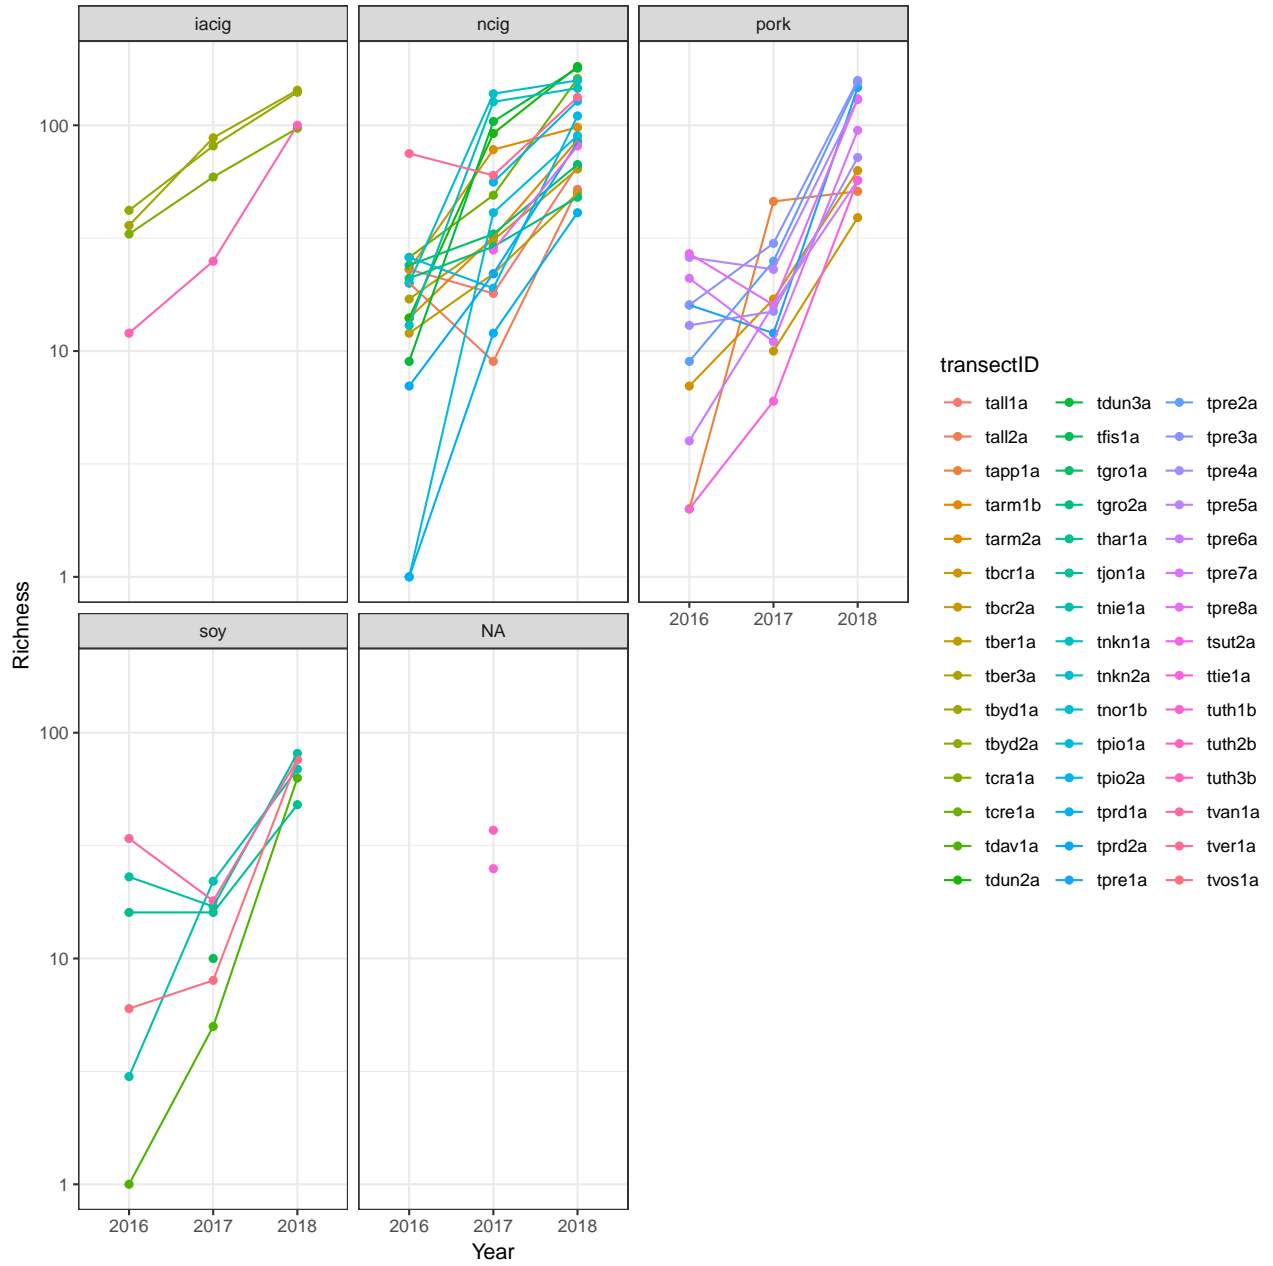 iacig
ncig
pork
100
10
1
2016 2017 2018
soy
NA
100
10
1
2016 2017 2018
2016 2017 2018
Year
Richness
transectID
tall1a
tall2a
tapp1a
tarm1b
tarm2a
tbcr1a
tbcr2a
tber1a
tber3a
tbyd1a
tbyd2a
tcra1a
tcre1a
tdav1a
tdun2a
tdun3a
tfis1a
tgro1a
tgro2a
thar1a
tjon1a
tnie1a
tnkn1a
tnkn2a
tnor1b
tpio1a
tpio2a
tprd1a
tprd2a
tpre1a
tpre2a
tpre3a
tpre4a
tpre5a
tpre6a
tpre7a
tpre8a
tsut2a
ttie1a
tuth1b
tuth2b
tuth3b
tvan1a
tver1a
tvos1a